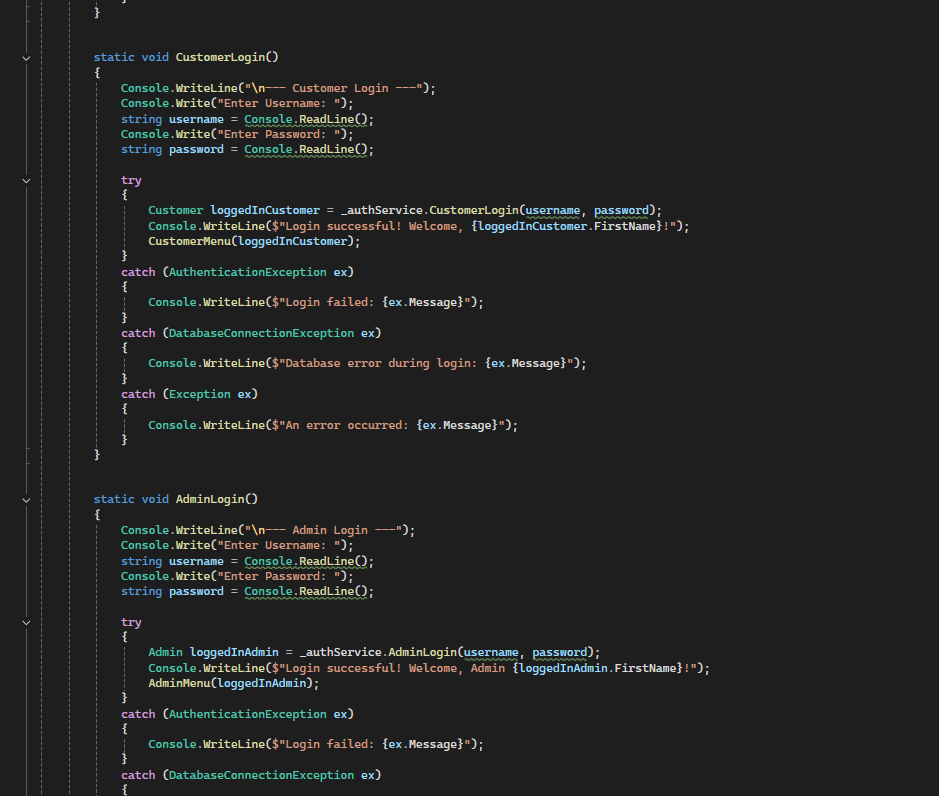 }
static void CustomerLogin()
{
Console.WriteLine("\n--- Customer Login ---");
Console.Write("Enter Username: ");
string username = Console.ReadLine();
Console.Write("Enter Password: ");
string password = Console.ReadLine();
try
{
Customer loggedInCustomer = _authService.CustomerLogin(username, password);
Console.WriteLine($"Login successful! Welcome, {loggedInCustomer.FirstName}!");
CustomerMenu(loggedInCustomer);
}
catch (AuthenticationException ex)
{
Console.WriteLine($"Login failed: {ex.Message}");
}
catch (DatabaseConnectionException ex)
{
Console.WriteLine($"Database error during login: {ex.Message}");
}
catch (Exception ex)
{
Console.WriteLine($"An error occurred: {ex.Message}");
}
}
static void AdminLogin()
{
Console.WriteLine("\n--- Admin Login ---");
Console.Write("Enter Username: ");
string username = Console.ReadLine();
Console.Write("Enter Password: ");
string password = Console.ReadLine();
try
{
Admin loggedInAdmin = _authService.AdminLogin(username, password);
Console.WriteLine($"Login successful! Welcome, Admin {loggedInAdmin.FirstName}!");
AdminMenu(loggedInAdmin);
}
catch (AuthenticationException ex)
{
Console.WriteLine($"Login failed: {ex.Message}");
}
catch (DatabaseConnectionException ex)
{